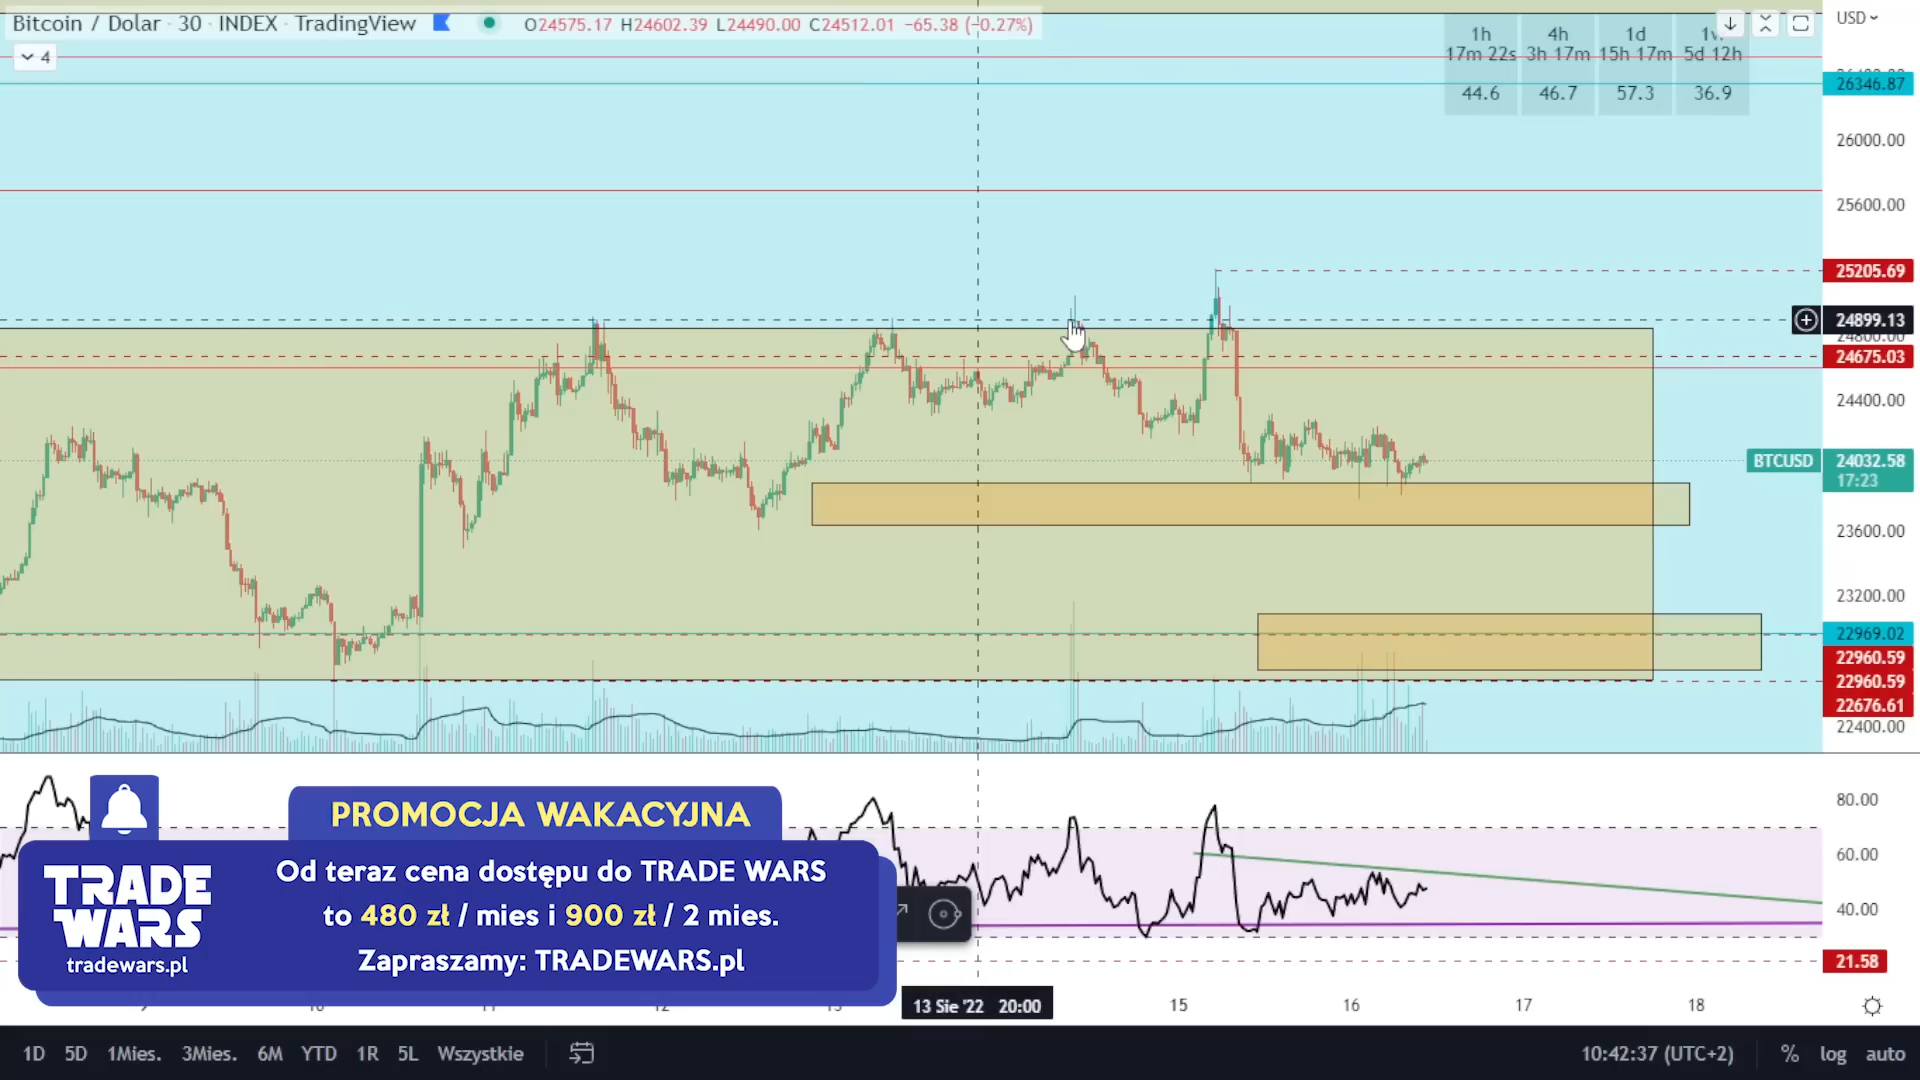 Bitcoin / Dolar · 30 · INDEX · TradingView O24575.17 H24602.39 L24490.00 C24512.01 −65.38 (−0.27%)
4
1h 4h 1d
17m 22s 3h 17m 15h 17m 5d 12h
44.6 46.7 57.3 36.9
USD
26346.87
26000.00
25600.00
25205.69
24899.13
24800.00
24675.03
24400.00
BTCUSD 24032.58
17:23
23600.00
23200.00
22969.02
22960.59
22960.59
22676.61
22400.00
80.00
60.00
40.00
21.58
PROMOCJA WAKACYJNA
Od teraz cena dostępu do TRADE WARS
to 480 zł / mies i 900 zł / 2 mies.
Zapraszamy: TRADEWARS.pl
TRADE
WARS
tradewars.pl
13 Sie '22 20:00 15 16 17 18
1D 5D 1Mies. 3Mies. 6M YTD 1R 5L Wszystkie 10:42:37 (UTC+2) % log auto